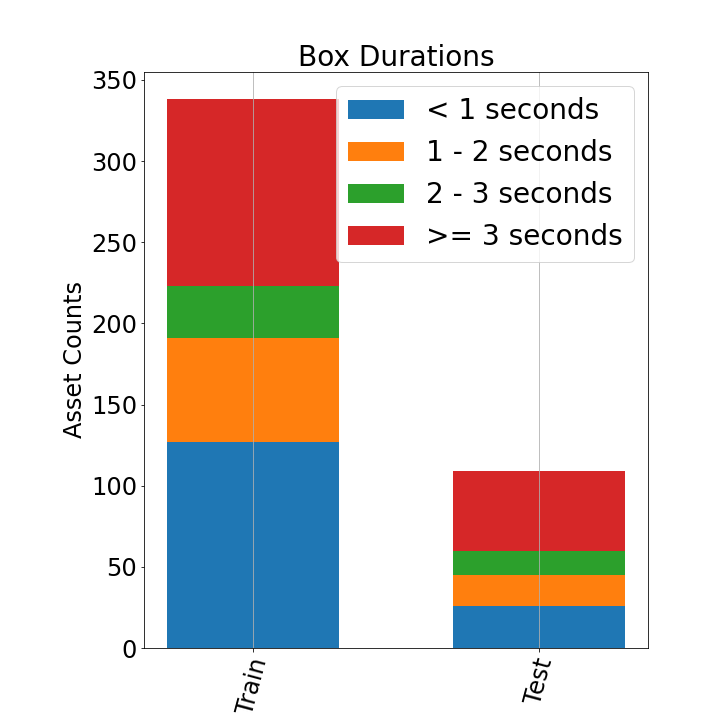 Box Durations
350
300
250
200
150
100
50
0
Asset Counts
< 1 seconds
1 - 2 seconds
2 - 3 seconds
>= 3 seconds
Train
Test